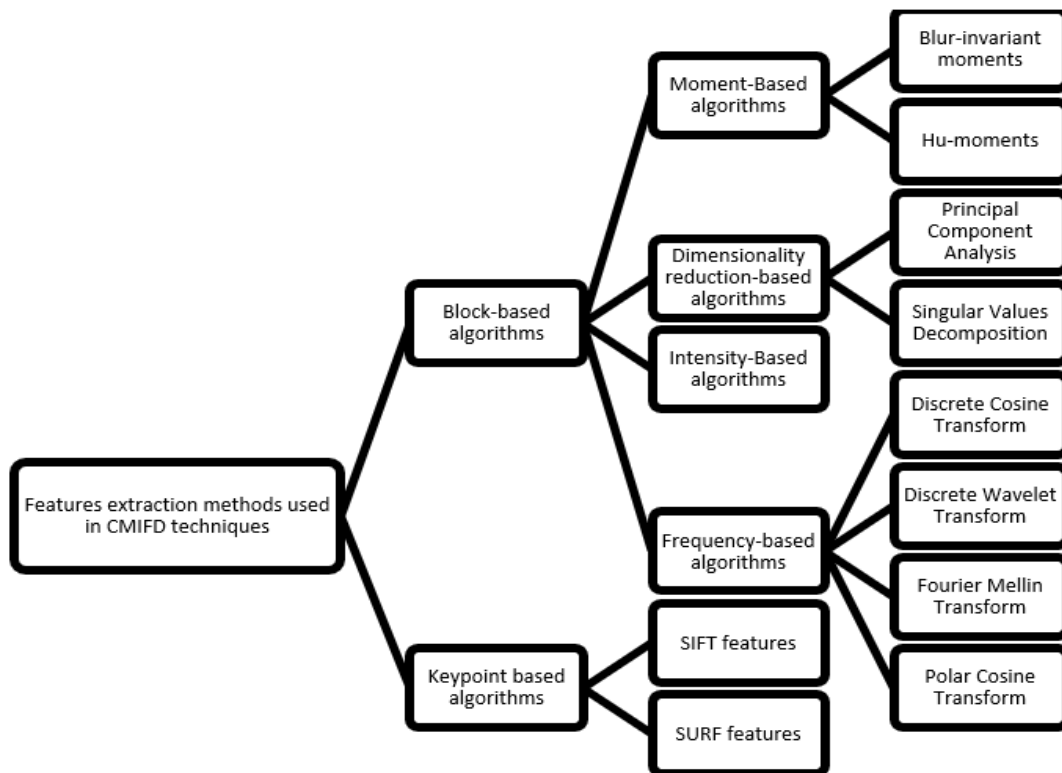 Features extraction methods used
in CMIFD techniques
Block-based
algorithms
Moment-Based
algorithms
Blur-invariant
moments
Hu-moments
Dimensionality
reduction-based
algorithms
Principal
Component
Analysis
Singular Values
Decomposition
Intensity-Based
algorithms
Frequency-based
algorithms
Discrete Cosine
Transform
Discrete Wavelet
Transform
Fourier Mellin
Transform
Polar Cosine
Transform
Keypoint based
algorithms
SIFT features
SURF features